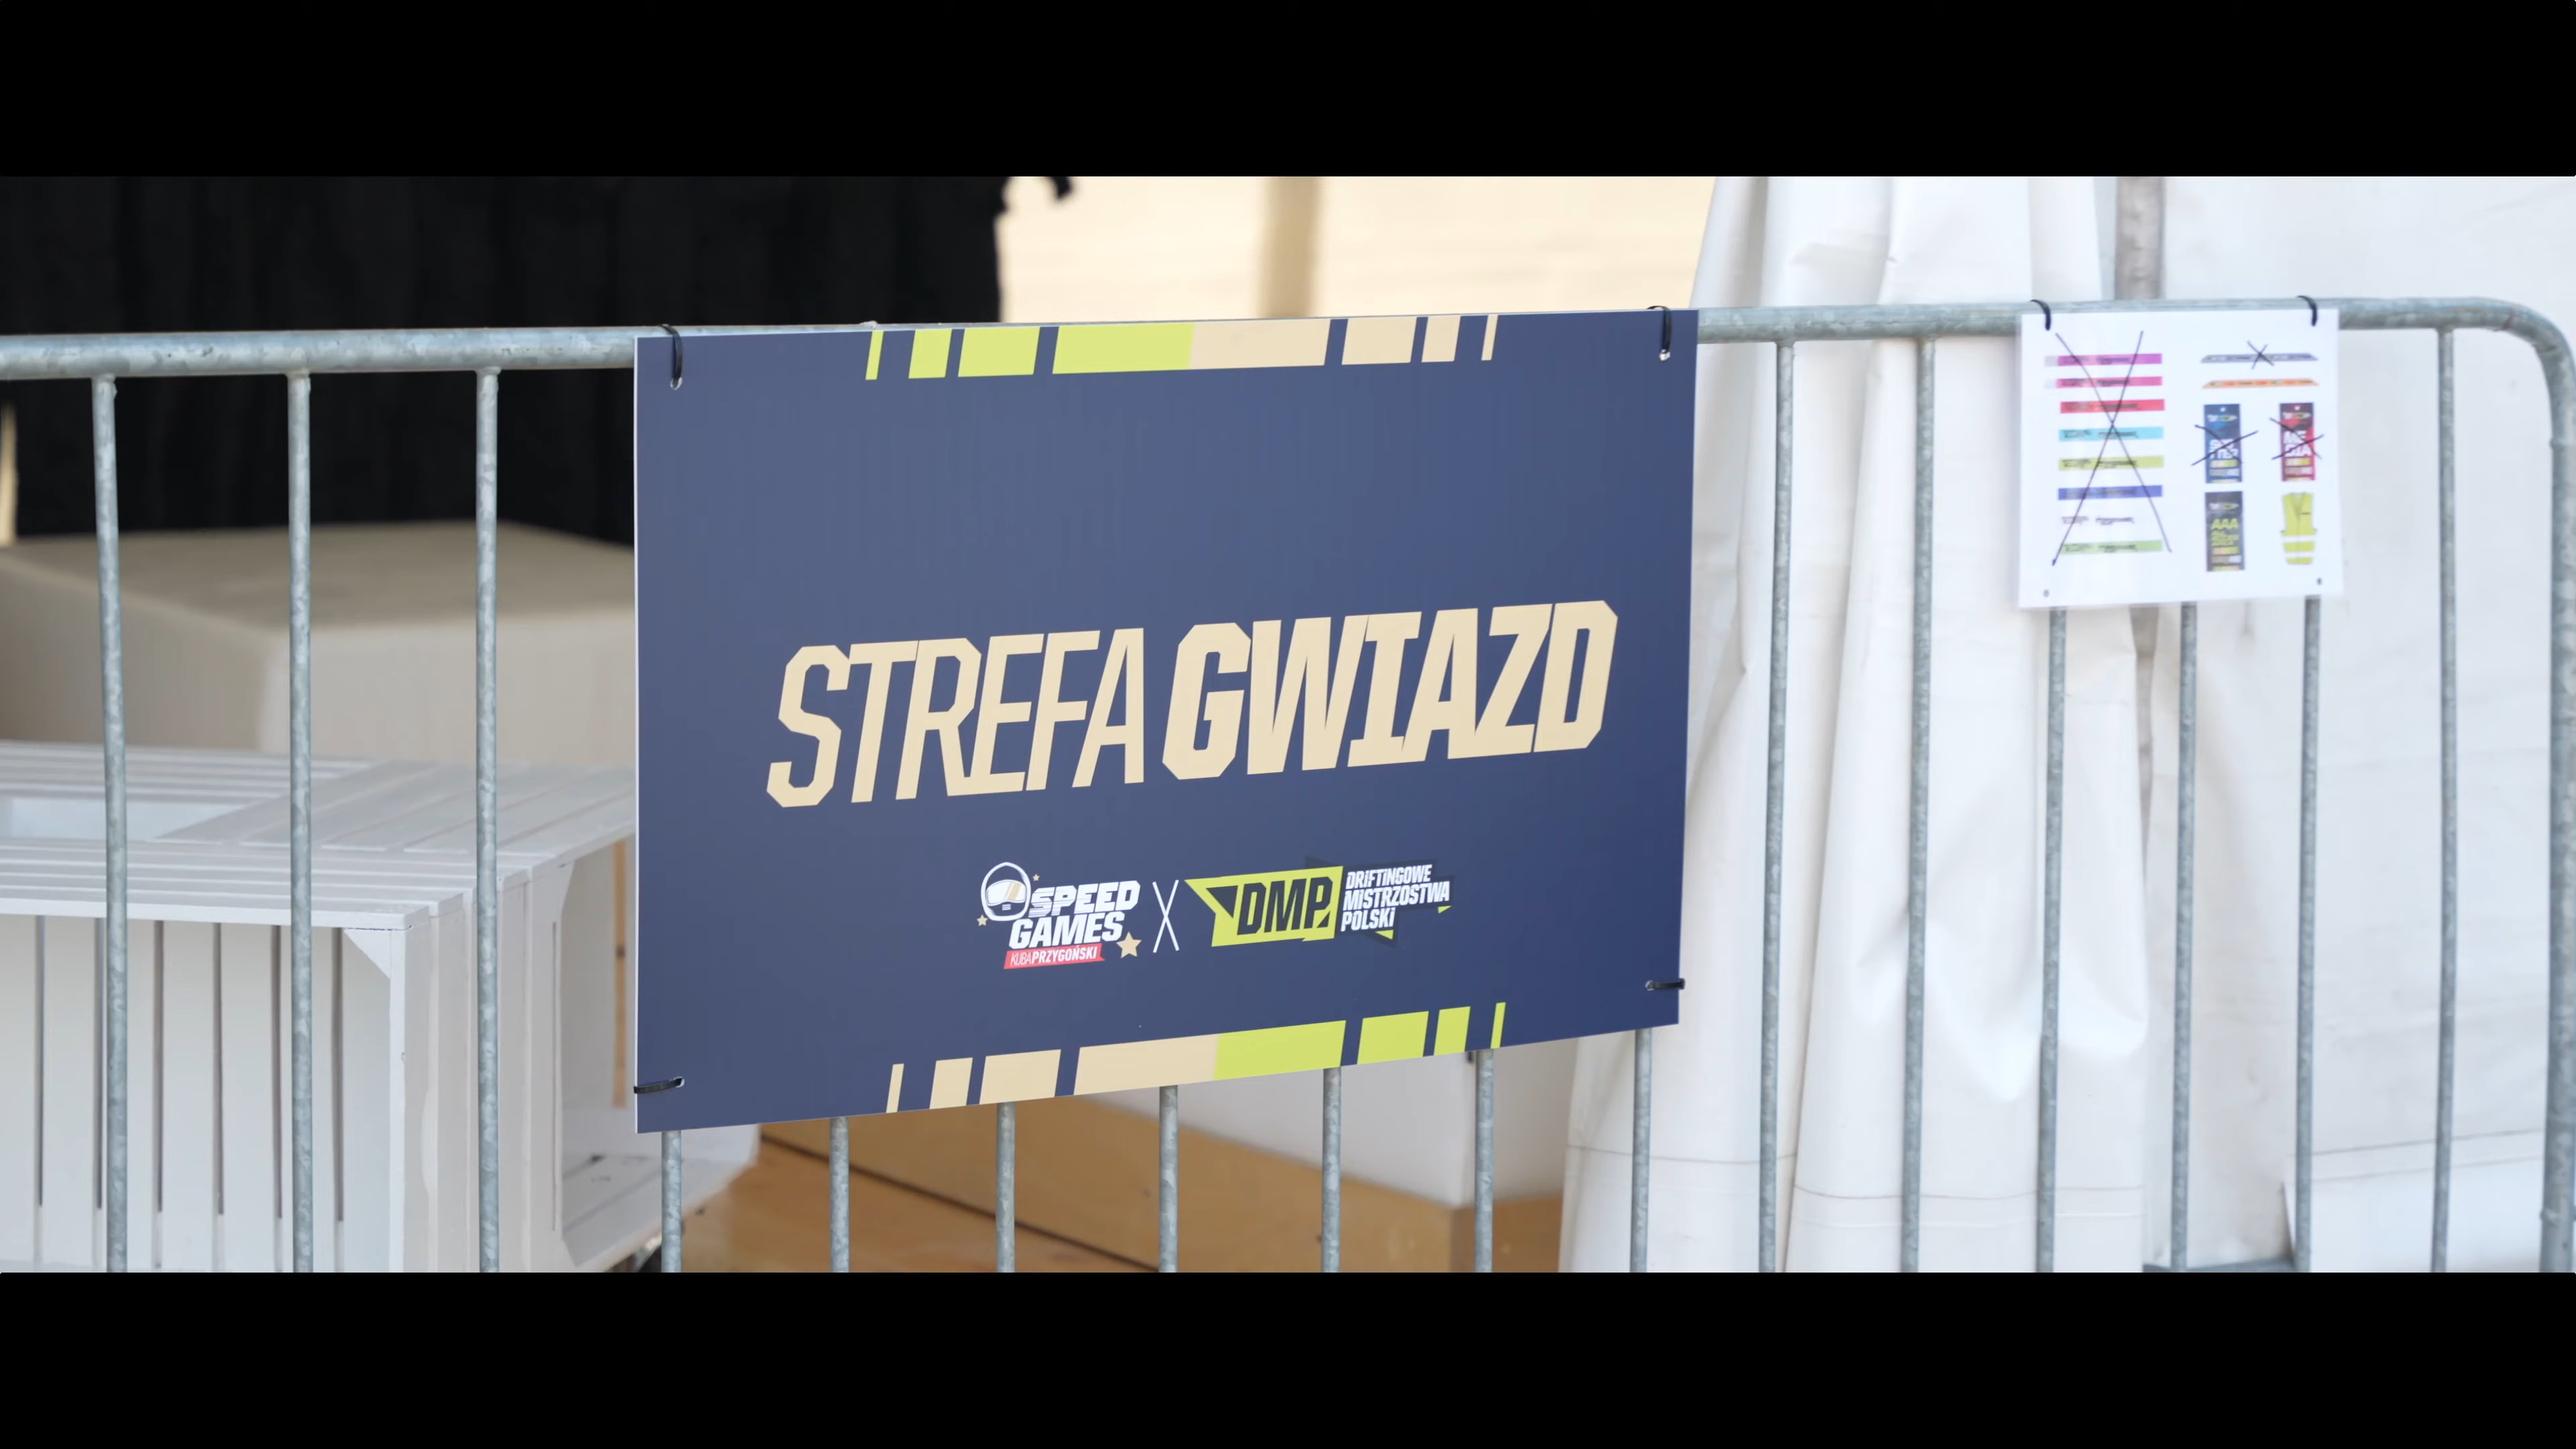 STREFA GWIAZD
SPEED
GAMES
KUBA PRZYGOŃSKI
X
DMP
DRIFTINGOWE
MISTRZOSTWA
POLSKI
AAA